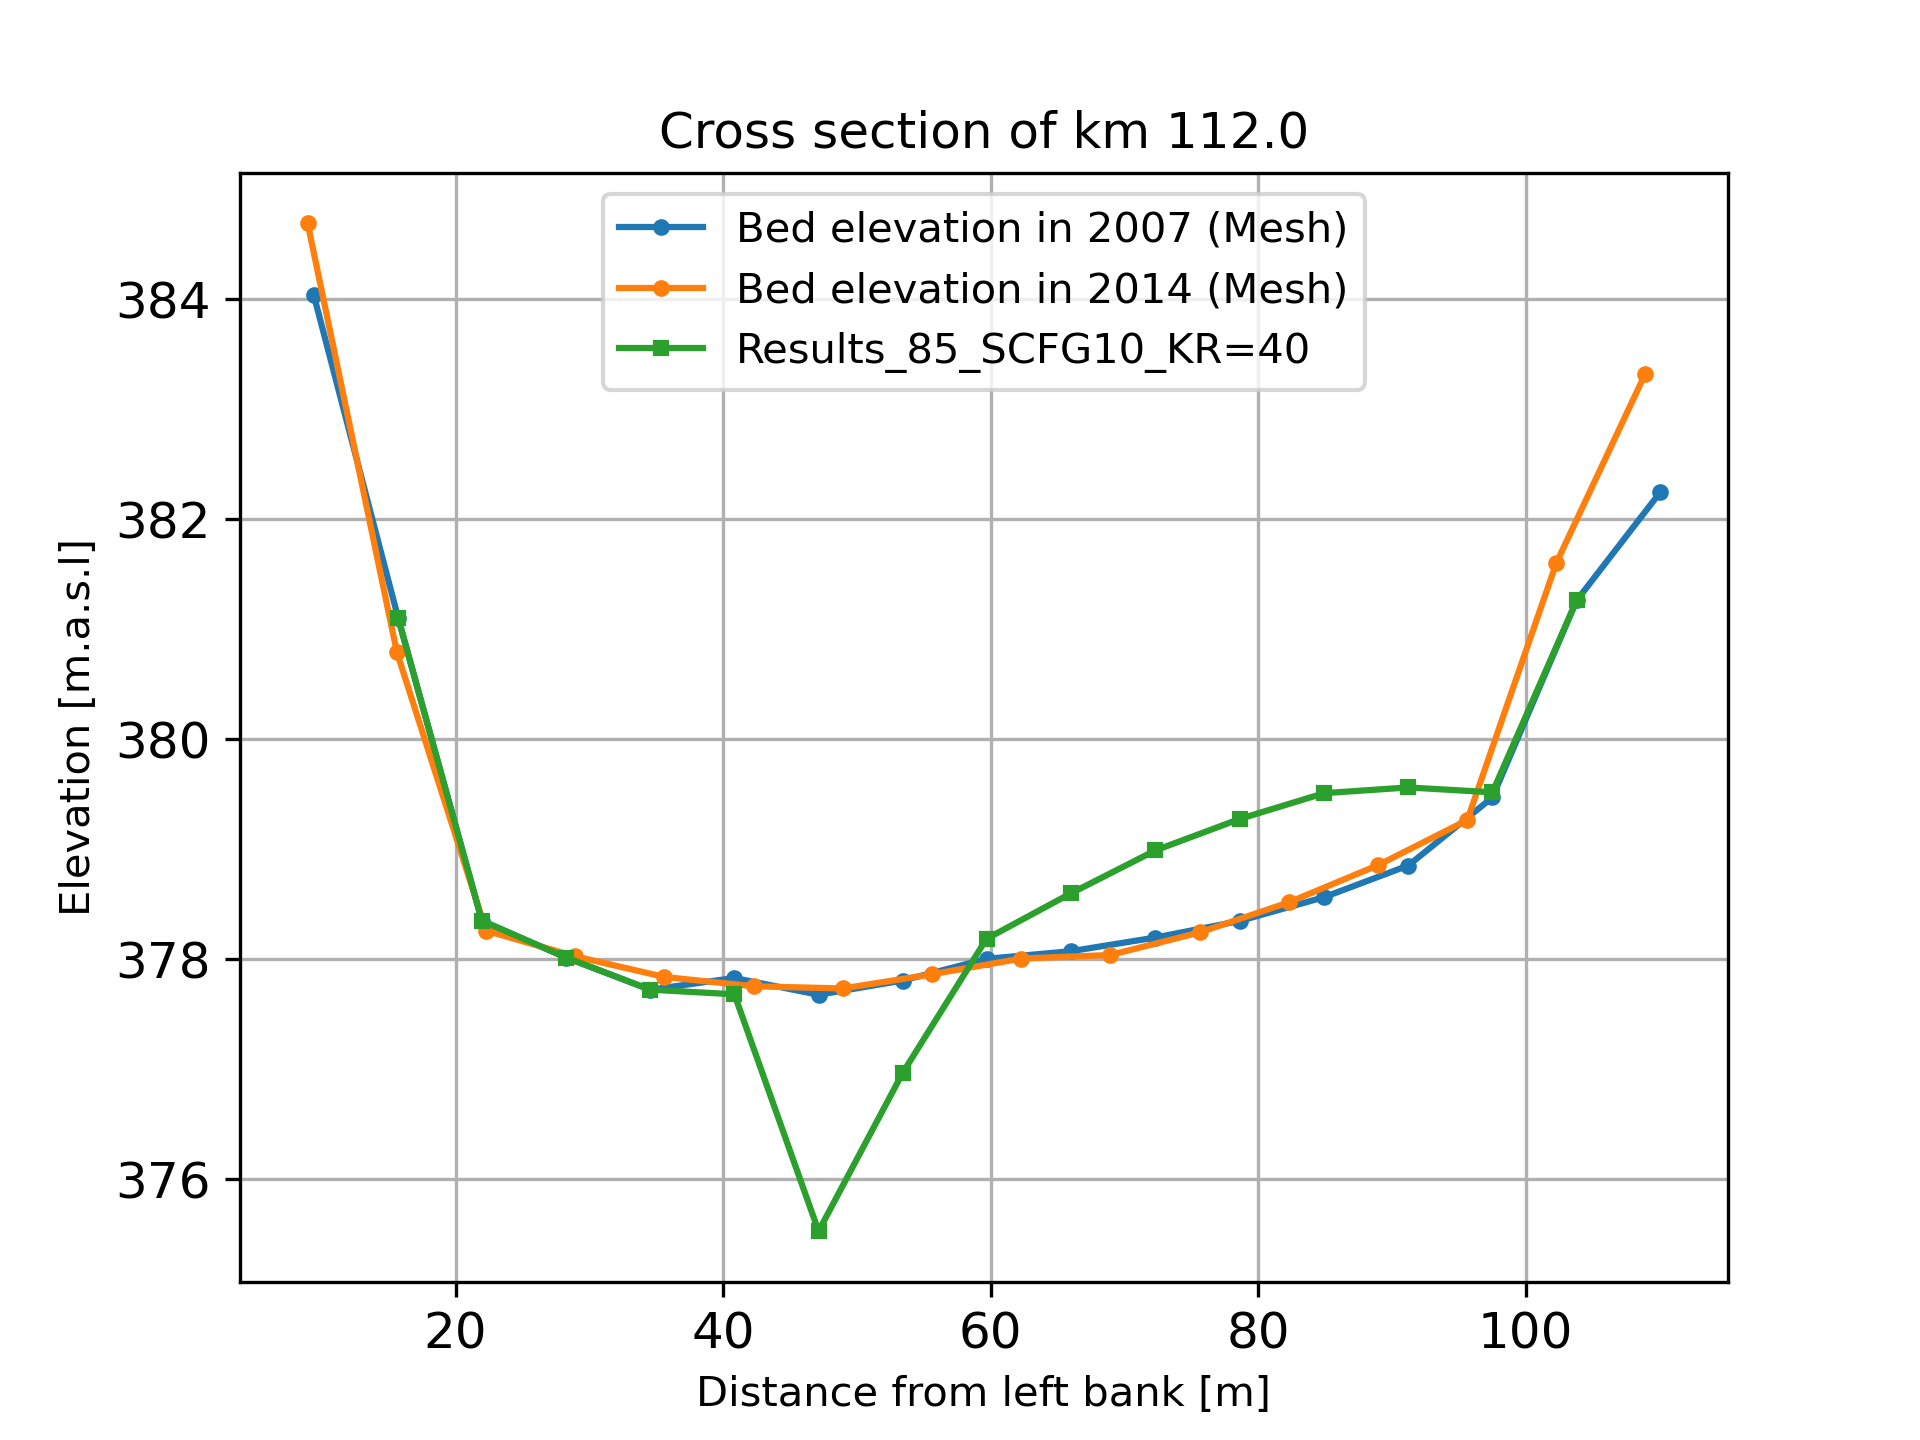 Cross section of km 112.0
Bed elevation in 2007 (Mesh)
Bed elevation in 2014 (Mesh)
Results_85_SCFG10_KR=40
384
382
380
378
376
Elevation [m.a.s.l]
20 40 60 80 100
Distance from left bank [m]